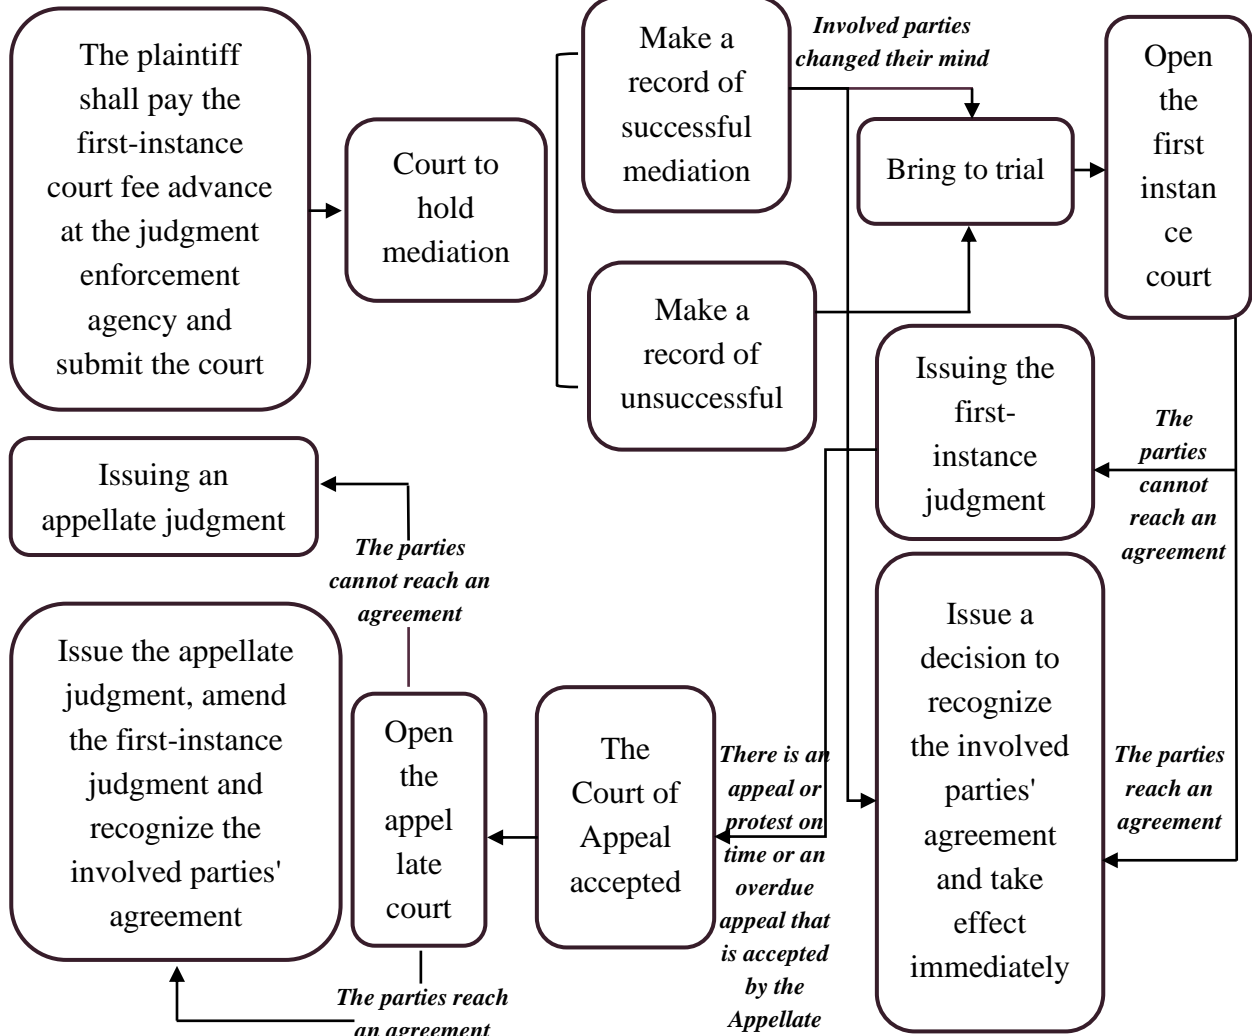 The plaintiff
shall pay the
first-instance
court fee advance
at the judgment
enforcement
agency and
submit the court
Court to
hold
mediation
Make a
record of
successful
mediation
Make a
record of
unsuccessful
Involved parties
changed their mind
Bring to trial
Open
the
first
instan
ce
court
Issuing the
first-
instance
judgment
The
parties
cannot
reach an
agreement
Issue a
decision to
recognize
the involved
parties'
agreement
and take
effect
immediately
The parties
reach an
agreement
There is an
appeal or
protest on
time or an
overdue
appeal that
is accepted
by the
Appellate
The
Court of
Appeal
accepted
Open
the
appel
late
court
The parties
cannot reach an
agreement
Issuing an
appellate judgment
The parties reach
an agreement
Issue the appellate
judgment, amend
the first-instance
judgment and
recognize the
involved parties'
agreement